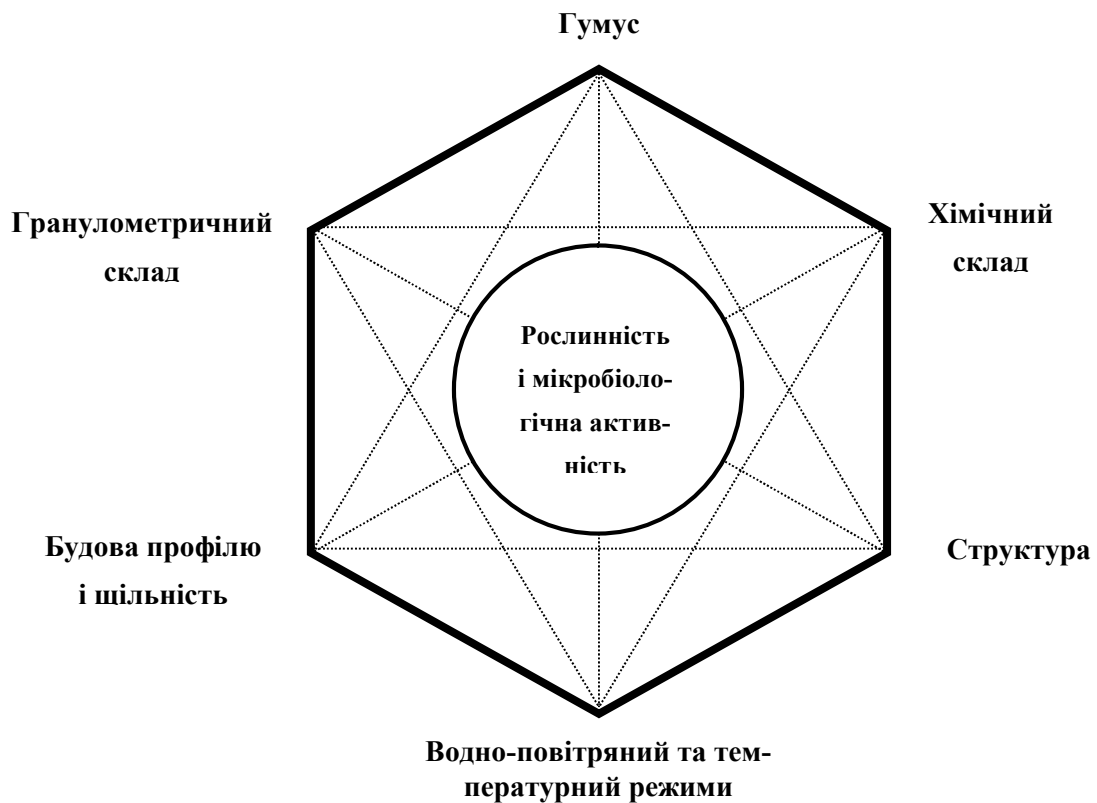 Гумус
Гранулометричний
склад
Хімічний
склад
Рослинність
і мікробіоло-
гічна актив-
ність
Будова профілю
і щільність
Структура
Водно-повітряний та тем-
пературний режими